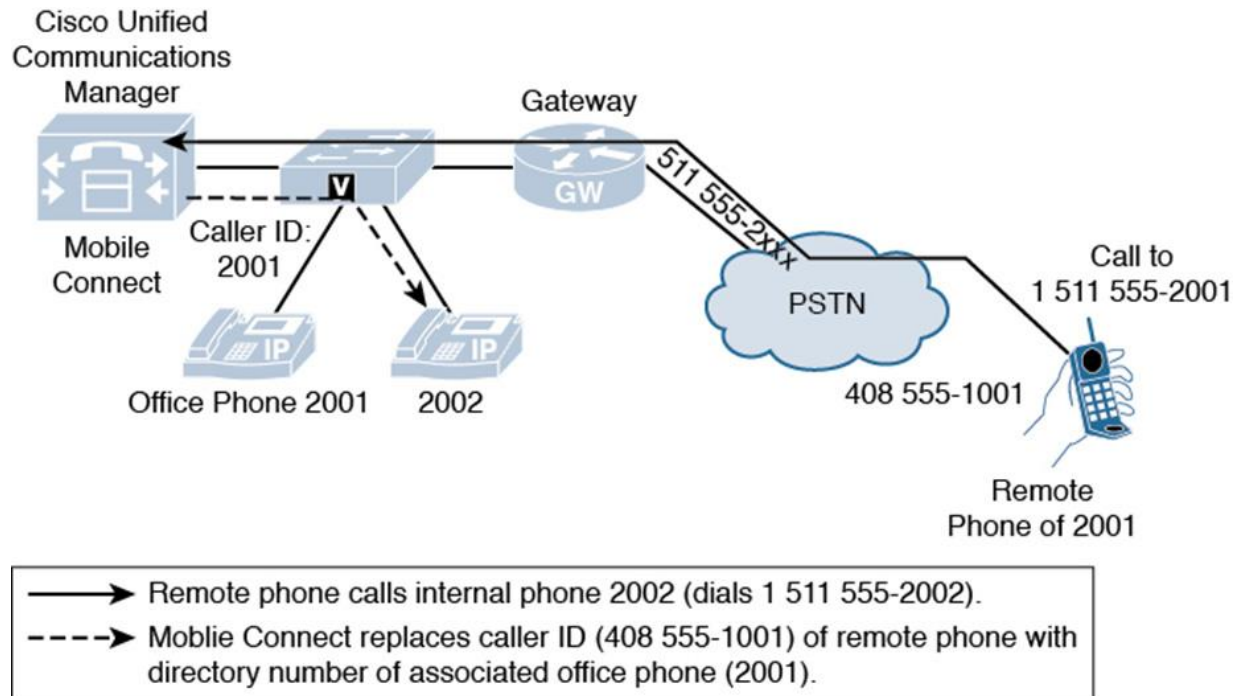 Cisco Unified
Communications
Manager
Gateway
GW
511 555-2xxx
V
Caller ID:
2001
Mobile
Connect
PSTN
Call to
1 511 555-2001
IP
IP
Office Phone 2001
2002
408 555-1001
Remote
Phone of 2001
Remote phone calls internal phone 2002 (dials 1 511 555-2002).
Moblie Connect replaces caller ID (408 555-1001) of remote phone with
directory number of associated office phone (2001).